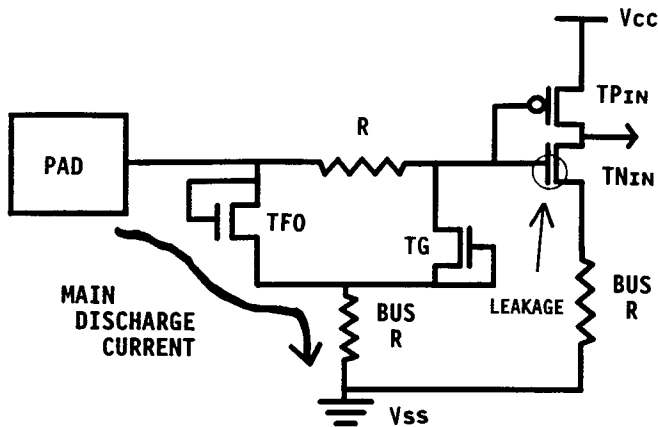 Vcc
TPIN
R
PAD
TNIN
TFO
TG
MAIN
DISCHARGE
CURRENT
BUS
R
LEAKAGE
BUS
R
Vss